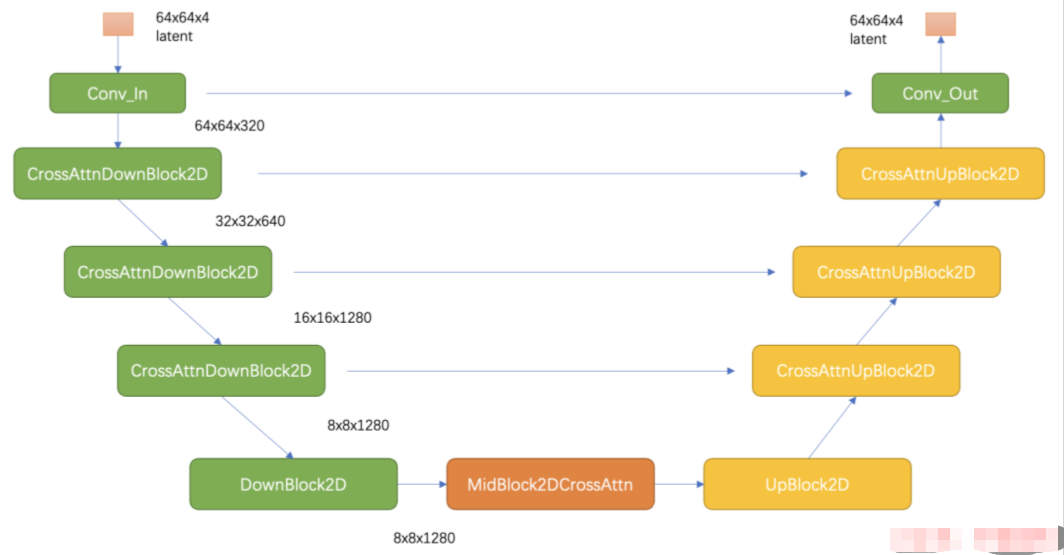 64x64x4
latent
64x64x4
latent
Conv_In
Conv_Out
64x64x320
CrossAttnDownBlock2D
CrossAttnUpBlock2D
32x32x640
CrossAttnDownBlock2D
CrossAttnUpBlock2D
16x16x1280
CrossAttnDownBlock2D
CrossAttnUpBlock2D
8x8x1280
DownBlock2D
MidBlock2DCrossAttn
UpBlock2D
8x8x1280